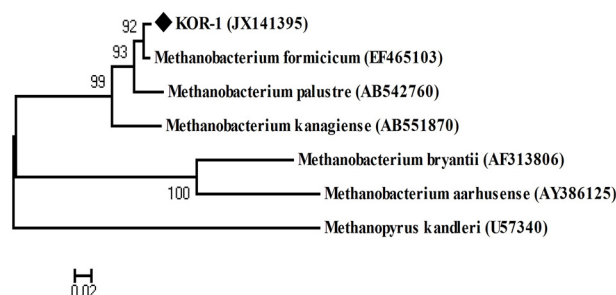 92
KOR-1 (JX141395)
93
Methanobacterium formicicum (EF465103)
99
Methanobacterium palustre (AB542760)
Methanobacterium kanagiense (AB551870)
Methanobacterium bryantii (AF313806)
100
Methanobacterium aarhusense (AY386125)
Methanopyrus kandleri (U57340)
0.02